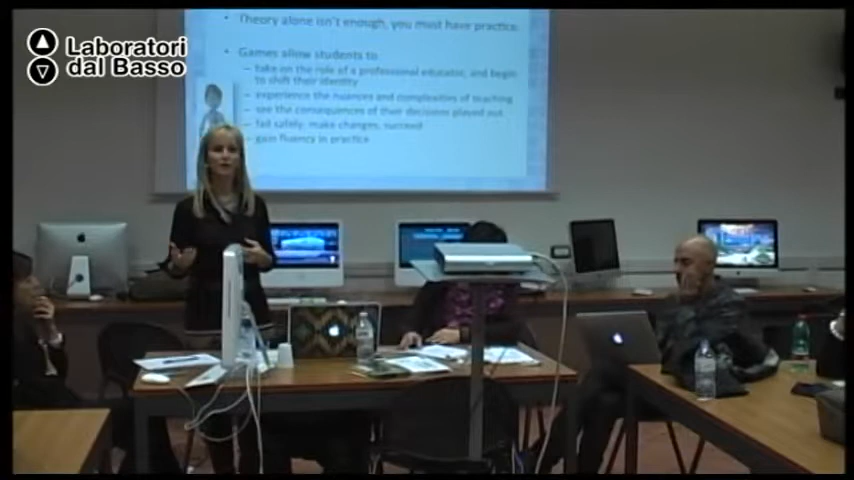 Laboratori
dal Basso
• Theory alone isn't enough, you must have practice.
• Games allow students to
– take on the role of a professional educator, and begin
to shift their identity
– experience the nuances and complexities of teaching
– see the consequences of their decisions played out
– fail safely, make changes, succeed
– gain fluency in practice